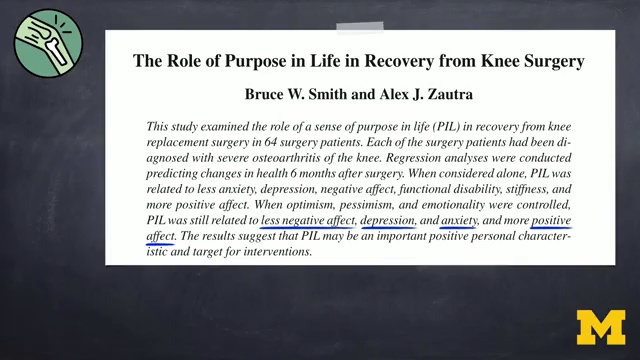 The Role of Purpose in Life in Recovery from Knee Surgery
Bruce W. Smith and Alex J. Zautra
This study examined the role of a sense of purpose in life (PIL) in recovery from knee
replacement surgery in 64 surgery patients. Each of the surgery patients had been di-
agnosed with severe osteoarthritis of the knee. Regression analyses were conducted
predicting changes in health 6 months after surgery. When considered alone, PIL was
related to less anxiety, depression, negative affect, functional disability, stiffness, and
more positive affect. When optimism, pessimism, and emotionality were controlled,
PIL was still related to less negative affect, depression, and anxiety, and more positive
affect. The results suggest that PIL may be an important positive personal character-
istic and target for interventions.
M